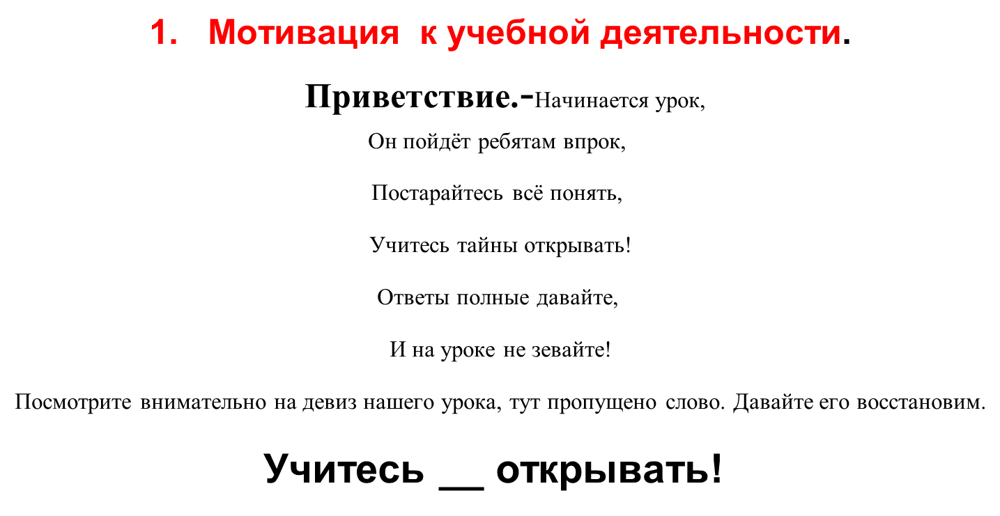 1. Мотивация к учебной деятельности.
Приветствие.-Начинается урок,
Он пойдёт ребятам впрок,
Постарайтесь всё понять,
Учитесь тайны открывать!
Ответы полные давайте,
И на уроке не зевайте!
Посмотрите внимательно на девиз нашего урока, тут пропущено слово. Давайте его восстановим.
Учитесь __ открывать!